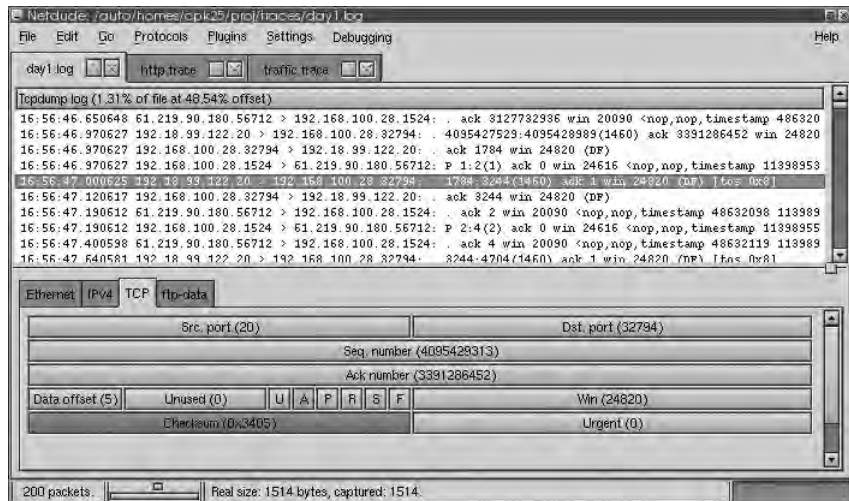 Netdude: /auto/homes/cpk25/proj/traces/day1.log
File Edit Go Protocols Plugins Settings Debugging Help
day1.log http.trace traffic.trace
Tcpdump log (1.31% of file at 48.54% offset)
16:56:46.650648 61.219.90.180.56712 > 192.168.100.28.1524: . ack 3127732936 win 20090 <nop,nop,timestamp 486320
16:56:46.970627 192.18.99.122.20 > 192.168.100.28.32794: . 4095427529:4095428989(1460) ack 3391286452 win 24820
16:56:46.970627 192.168.100.28.32794 > 192.18.99.122.20: . ack 1784 win 24820 (DF)
16:56:46.970627 192.168.100.28.1524 > 61.219.90.180.56712: P 1:2(1) ack 0 win 24616 <nop,nop,timestamp 11398953
16:56:47.000625 192.18.99.122.20 > 192.168.100.28.32794: . 1784:3244(1460) ack 1 win 24820 (DF) [tos 0x8]
16:56:47.120617 192.168.100.28.32794 > 192.18.99.122.20: . ack 3244 win 24820 (DF)
16:56:47.190612 61.219.90.180.56712 > 192.168.100.28.1524: . ack 2 win 20090 <nop,nop,timestamp 48632098 113989
16:56:47.190612 192.168.100.28.1524 > 61.219.90.180.56712: P 2:4(2) ack 0 win 24616 <nop,nop,timestamp 11398955
16:56:47.400598 61.219.90.180.56712 > 192.168.100.28.1524: . ack 4 win 20090 <nop,nop,timestamp 48632119 113989
16:56:47.640581 192.18.99.122.20 > 192.168.100.28.32794: . 3244:4704(1460) ack 1 win 24820 (DF) [tos 0x8]
Ethernet IPv4 TCP ftp-data
Src. port (20) Dst. port (32794)
Seq. number (4095429313)
Ack number (3391286452)
Data offset (5) Unused (0) U A P R S F Win (24820)
Checksum (0x3405) Urgent (0)
200 packets. Real size: 1514 bytes, captured: 1514.